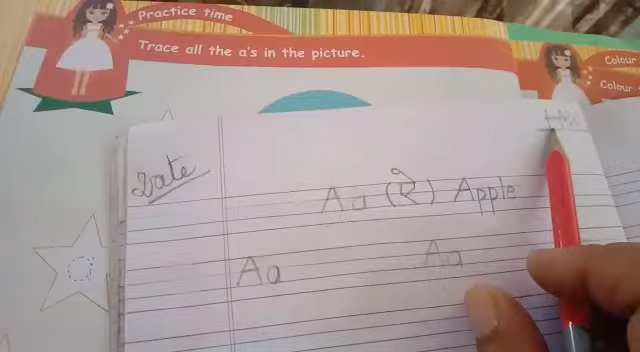 Practice time
Trace all the a's in the picture.
Colour
Colour
H.W
Date
Aa (ऐ) Apple
Aa Aa